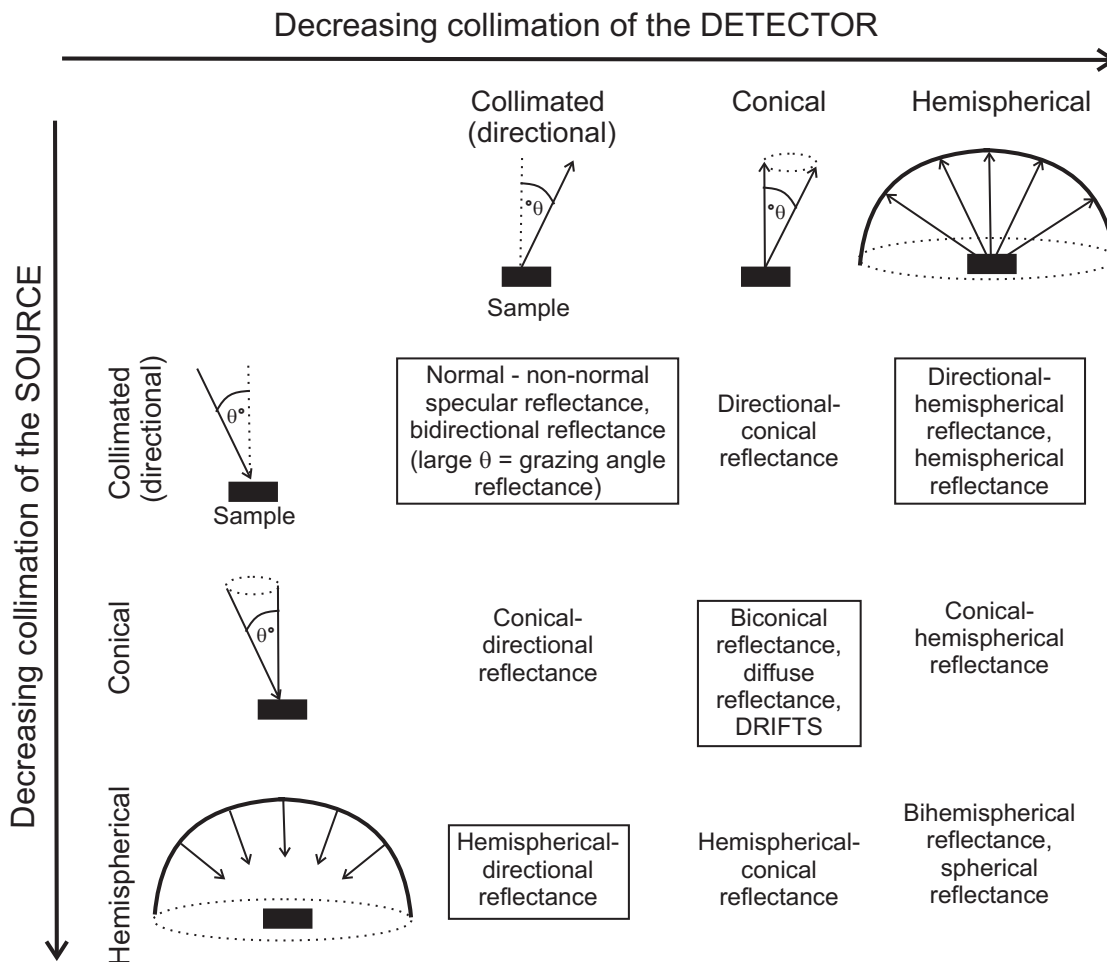 Decreasing collimation of the DETECTOR
Collimated
(directional)
Conical
Hemispherical
°θ
°θ
Sample
Decreasing collimation of the SOURCE
Collimated
(directional)
θ°
Sample
Normal - non-normal
specular reflectance,
bidirectional reflectance
(large θ = grazing angle
reflectance)
Directional-
conical
reflectance
Directional-
hemispherical
reflectance,
hemispherical
reflectance
Conical
θ°
Conical-
directional
reflectance
Biconical
reflectance,
diffuse
reflectance,
DRIFTS
Conical-
hemispherical
reflectance
Hemispherical
Hemispherical-
directional
reflectance
Hemispherical-
conical
reflectance
Bihemispherical
reflectance,
spherical
reflectance